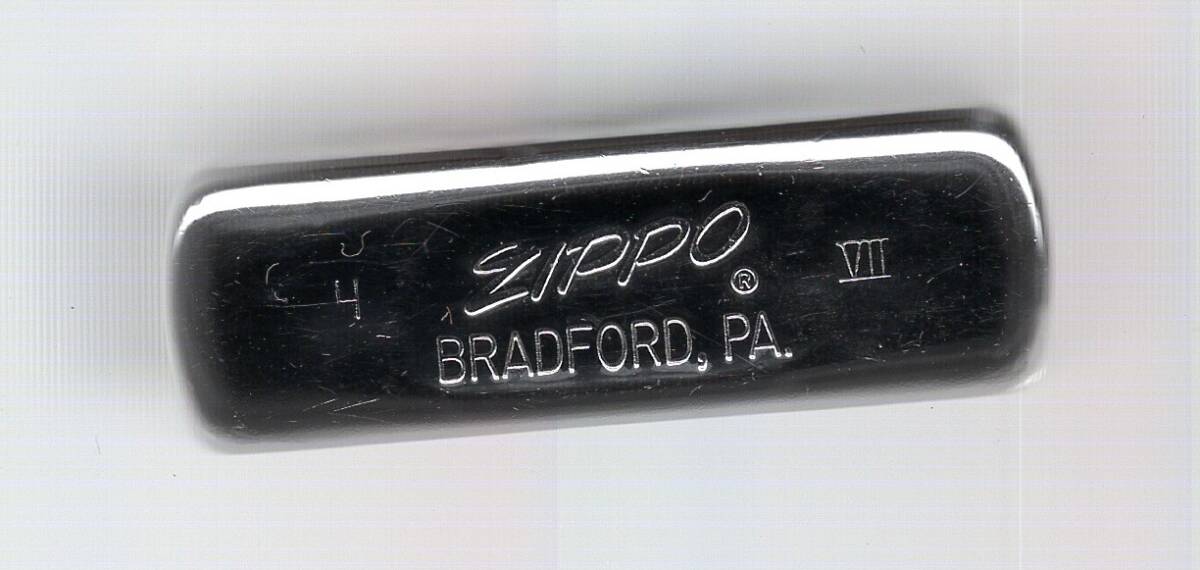 ZIPPO ®
VII
BRADFORD, PA.